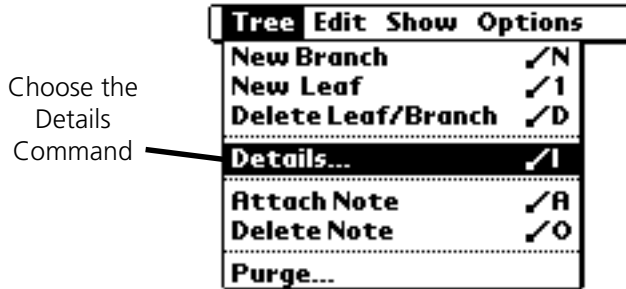 Tree Edit Show Options
New Branch /N
New Leaf /1
Delete Leaf/Branch /D
Choose the
Details
Command
Details... /I
Attach Note /A
Delete Note /O
Purge...